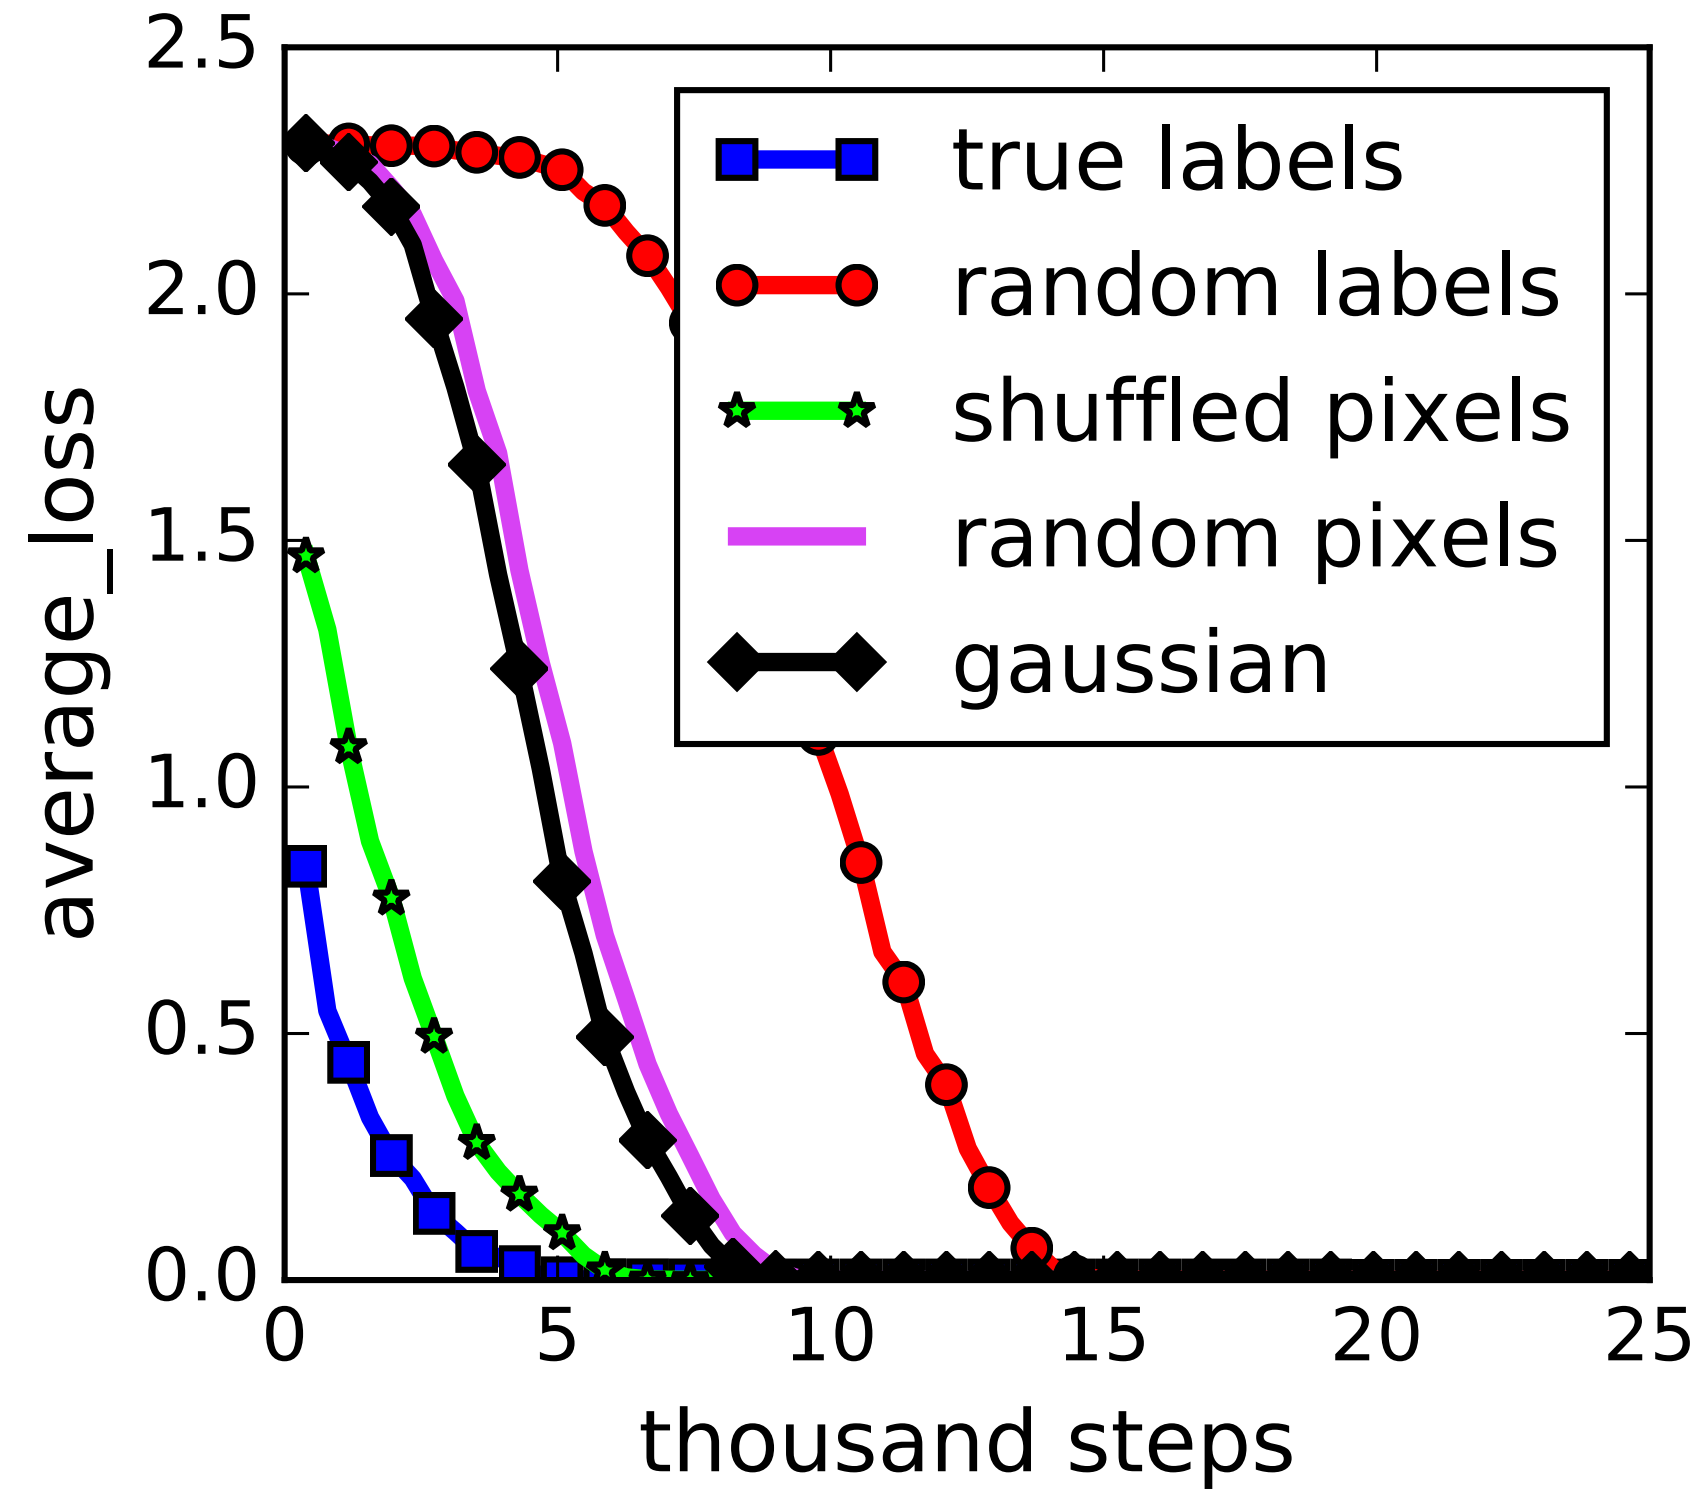 2.5
2.0
1.5
1.0
0.5
0.0
average_loss
true labels
random labels
shuffled pixels
random pixels
gaussian
0 5 10 15 20 25
thousand steps